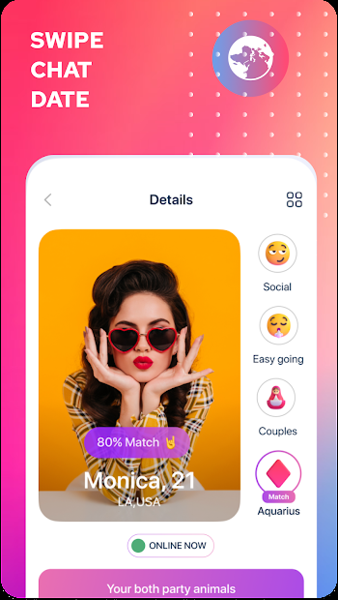 SWIPE
CHAT
DATE
Details
Social
Easy going
Couples
80% Match
Match
Monica, 21
LA,USA
Aquarius
ONLINE NOW
Your both party animals